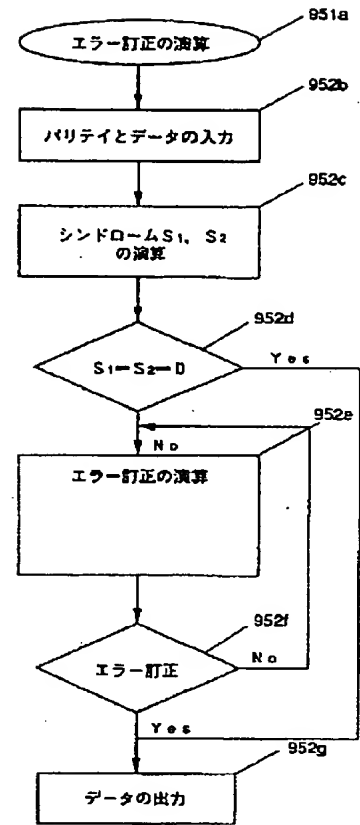 951a
エラー訂正の演算
952b
パリティとデータの入力
952c
シンドロームS₁、S₂
の演算
952d
S₁=S₂=D
Yes
952e
No
エラー訂正の演算
952f
エラー訂正
No
Yes
952g
データの出力